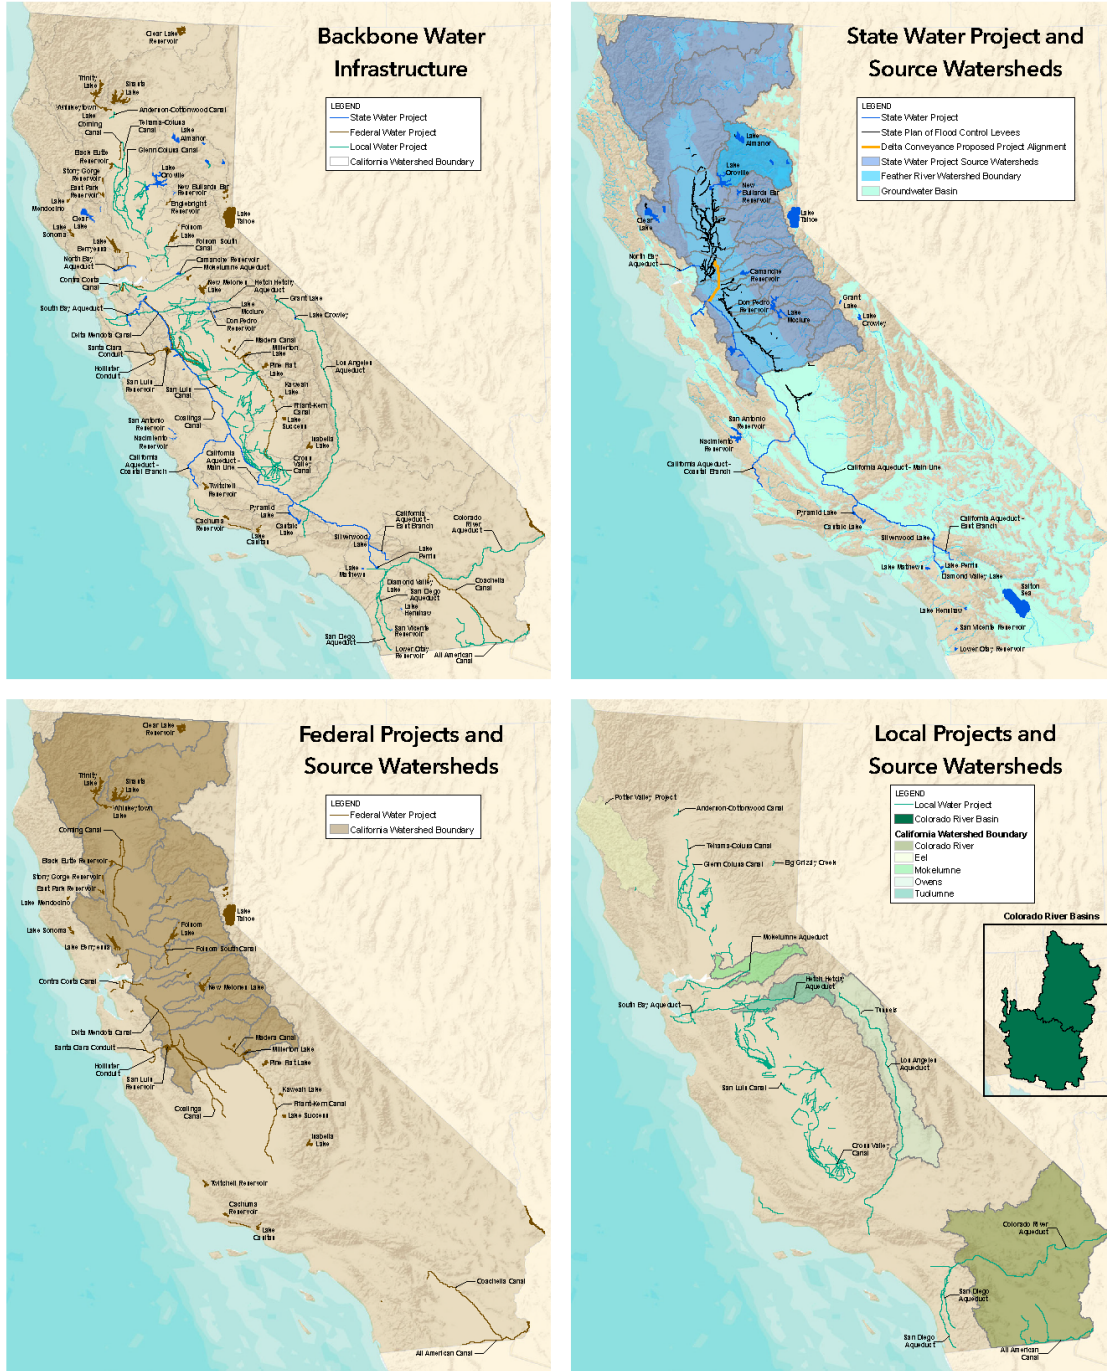 Backbone Water
Infrastructure
LEGEND
State Water Project
Federal Water Project
Local Water Project
California Watershed Boundary
Clear Lake
Reservoir
Trinity
Lake
Shasta
Lake
Whiskeytown
Lake
Anderson-Cottonwood Canal
Corning
Canal
Tehama-Colusa
Canal
Lake
Almanor
Black Butte
Reservoir
Glenn Colusa Canal
Stony Gorge
Reservoir
Lake
Oroville
East Park
Reservoir
New Bullards Bar
Reservoir
Lake
Mendocino
Englebright
Reservoir
Clear
Lake
Lake
Tahoe
Lake
Sonoma
Folsom
Lake
Lake
Berryessa
Folsom South
Canal
North Bay
Aqueduct
Camanche Reservoir
Mokelumne Aqueduct
Contra Costa
Canal
New Melones
Lake
Hetch Hetchy
Aqueduct
Grant Lake
South Bay Aqueduct
Lake
McClure
Lake Crowley
Don Pedro
Reservoir
Delta Mendota Canal
Santa Clara
Conduit
Madera Canal
Millerton
Lake
Los Angeles
Aqueduct
Hollister
Conduit
Pine Flat
Lake
San Luis
Reservoir
San Luis
Canal
Kaweah
Lake
Coalinga
Canal
Friant-Kern
Canal
San Antonio
Reservoir
Lake
Success
Nacimiento
Reservoir
Isabella
Lake
California
Aqueduct-
Coastal Branch
California
Aqueduct-
Main Line
Cross
Valley
Canal
Twitchell
Reservoir
Pyramid
Lake
California
Aqueduct-
East Branch
Colorado
River
Aqueduct
Cachuma
Reservoir
Castaic
Lake
Lake
Casitas
Silverwood
Lake
Lake
Perris
Lake
Mathews
Diamond Valley
Lake
Coachella
Canal
San Diego
Aqueduct
Lake
Henshaw
San Diego
Aqueduct
San Vicente
Reservoir
Lower Otay
Reservoir
All American
Canal
State Water Project and
Source Watersheds
LEGEND
State Water Project
State Plan of Flood Control Levees
Delta Conveyance Proposed Project Alignment
State Water Project Source Watersheds
Feather River Watershed Boundary
Groundwater Basin
Lake
Almanor
Lake
Oroville
New
Bullards Bar
Reservoir
Clear
Lake
Lake
Tahoe
North Bay
Aqueduct
Camanche
Reservoir
Don Pedro
Reservoir
Lake
McClure
Grant
Lake
Lake
Crowley
San Antonio
Reservoir
Nacimiento
Reservoir
California Aqueduct-
Coastal Branch
California Aqueduct - Main Line
Pyramid Lake
Castaic Lake
California
Aqueduct -
East Branch
Silverwood Lake
Lake Mathews
Lake Perris
Diamond Valley Lake
Salton
Sea
Lake Henshaw
San Vicente Reservoir
Lower Otay Reservoir
Federal Projects and
Source Watersheds
LEGEND
Federal Water Project
California Watershed Boundary
Clear Lake
Reservoir
Trinity
Lake
Shasta
Lake
Whiskeytown
Lake
Corning Canal
Black Butte Reservoir
Stony Gorge Reservoir
East Park Reservoir
Lake Mendocino
Lake
Tahoe
Lake Sonoma
Folsom
Lake
Lake Berryessa
Folsom South Canal
Contra Costa Canal
New Melones Lake
Delta Mendota Canal
Madera Canal
Santa Clara Conduit
Millerton Lake
Hollister
Conduit
Pine Flat Lake
San Luis
Reservoir
Kaweah Lake
Friant-Kern Canal
Coalinga
Canal
Lake Success
Isabella
Lake
Twitchell Reservoir
Cachuma
Reservoir
Lake
Casitas
Coachella Canal
All American Canal
Local Projects and
Source Watersheds
LEGEND
Local Water Project
Colorado River Basin
California Watershed Boundary
Colorado River
Eel
Mokelumne
Owens
Tuolumne
Potter Valley Project
Anderson-Cottonwood Canal
Tehama-Colusa Canal
Glenn Colusa Canal
Big Grizzly Creek
Colorado River Basins
Mokelumne Aqueduct
Hetch Hetchy
Aqueduct
South Bay Aqueduct
Tunnels
Los Angeles
Aqueduct
San Luis Canal
Cross Valley
Canal
Colorado River
Aqueduct
San Diego
Aqueduct
San Diego
Aqueduct
All American
Canal